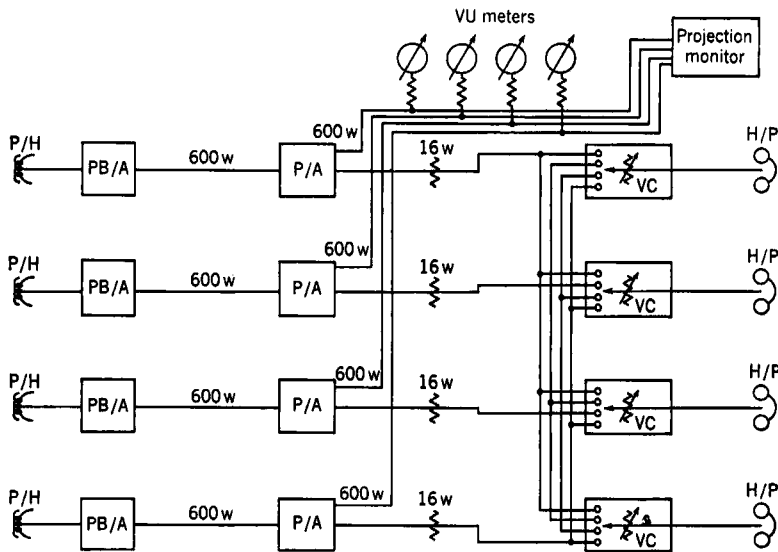 VU meters
Projection
monitor
P/H
PB/A
600 w
P/A
600 w
16 w
VC
H/P
P/H
PB/A
600 w
P/A
600 w
16 w
VC
H/P
P/H
PB/A
600 w
P/A
600 w
16 w
VC
H/P
P/H
PB/A
600 w
P/A
600 w
16 w
VC
H/P